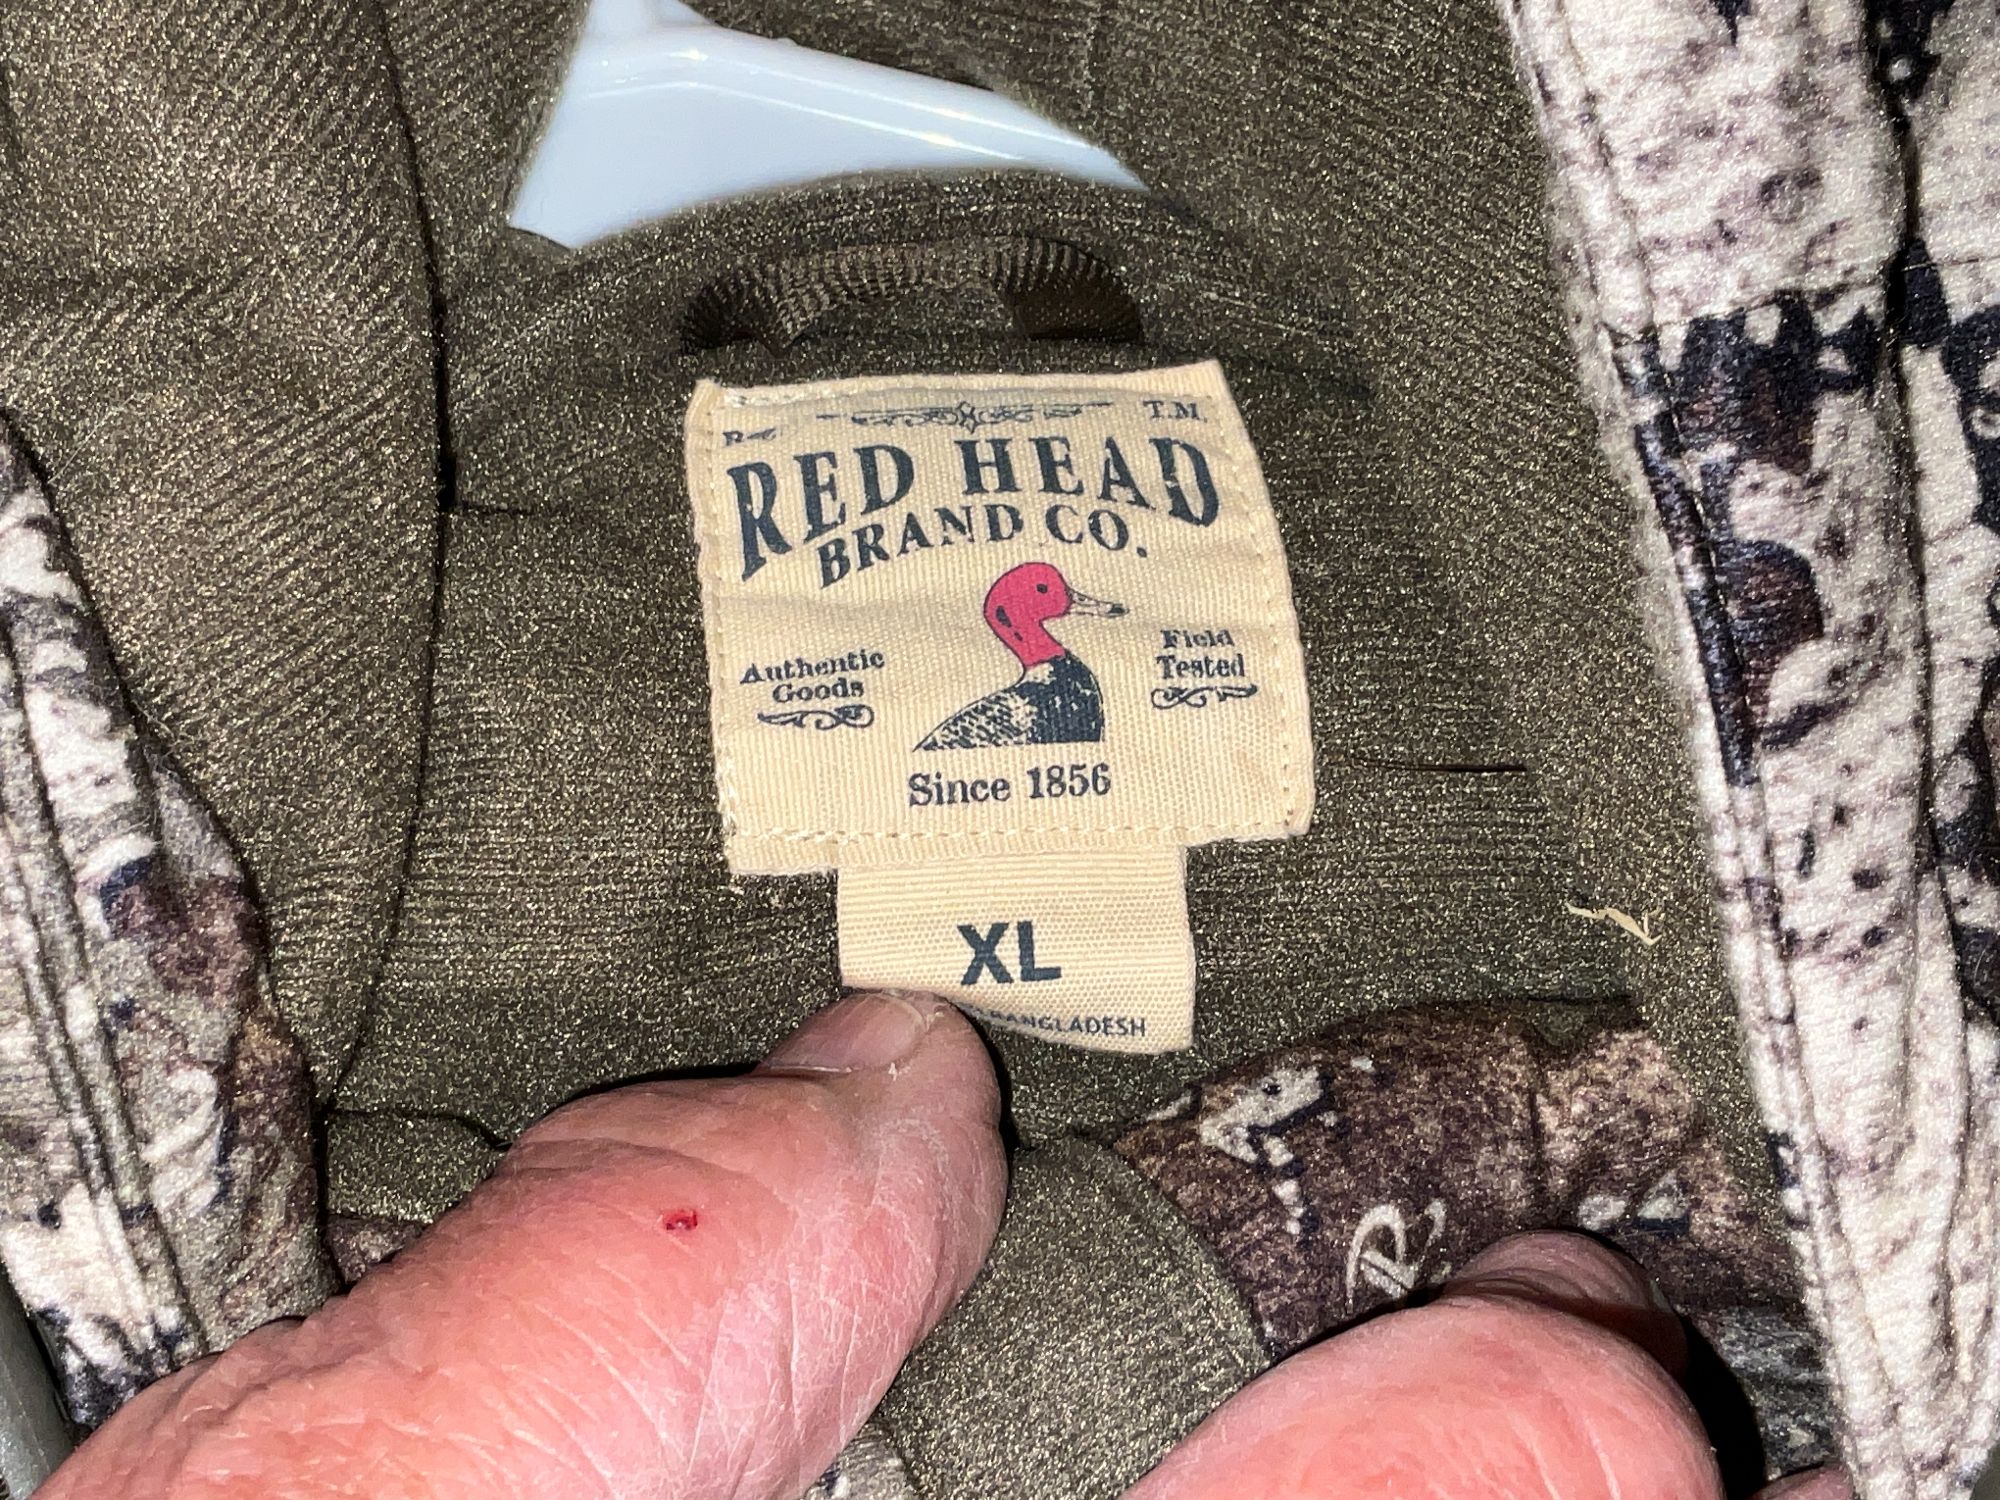 T.M.
RED HEAD
BRAND CO.
Authentic
Goods
Field
Tested
Since 1856
XL
BANGLADESH